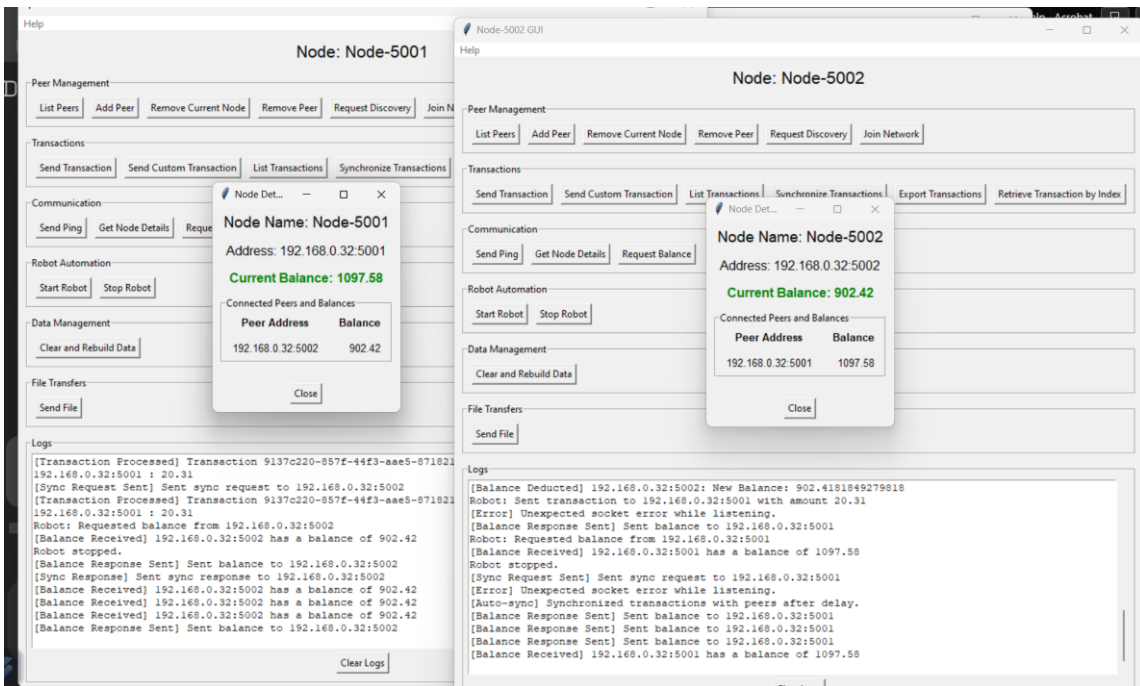 Help
Node: Node-5001
Peer Management
List Peers Add Peer Remove Current Node Remove Peer Request Discovery Join N
Transactions
Send Transaction Send Custom Transaction List Transactions Synchronize Transactions
Communication
Send Ping Get Node Details Reque
Robot Automation
Start Robot Stop Robot
Data Management
Clear and Rebuild Data
File Transfers
Send File
Logs
[Transaction Processed] Transaction 9137c220-857f-44f3-aae5-871821
192.168.0.32:5001 : 20.31
[Sync Request Sent] Sent sync request to 192.168.0.32:5002
[Transaction Processed] Transaction 9137c220-857f-44f3-aae5-871821
192.168.0.32:5001 : 20.31
Robot: Requested balance from 192.168.0.32:5002
[Balance Received] 192.168.0.32:5002 has a balance of 902.42
Robot stopped.
[Balance Response Sent] Sent balance to 192.168.0.32:5002
[Sync Response] Sent sync response to 192.168.0.32:5002
[Balance Received] 192.168.0.32:5002 has a balance of 902.42
[Balance Received] 192.168.0.32:5002 has a balance of 902.42
[Balance Received] 192.168.0.32:5002 has a balance of 902.42
[Balance Response Sent] Sent balance to 192.168.0.32:5002
Clear Logs
Node Det...
Node Name: Node-5001
Address: 192.168.0.32:5001
Current Balance: 1097.58
Connected Peers and Balances
Peer Address Balance
192.168.0.32:5002 902.42
Close
Node-5002 GUI
Help
Node: Node-5002
Peer Management
List Peers Add Peer Remove Current Node Remove Peer Request Discovery Join Network
Transactions
Send Transaction Send Custom Transaction List Transactions Synchronize Transactions Export Transactions Retrieve Transaction by Index
Communication
Send Ping Get Node Details Request Balance
Robot Automation
Start Robot Stop Robot
Data Management
Clear and Rebuild Data
File Transfers
Send File
Logs
[Balance Deducted] 192.168.0.32:5002: New Balance: 902.4181849279818
Robot: Sent transaction to 192.168.0.32:5001 with amount 20.31
[Error] Unexpected socket error while listening.
[Balance Response Sent] Sent balance to 192.168.0.32:5001
Robot: Requested balance from 192.168.0.32:5001
[Balance Received] 192.168.0.32:5001 has a balance of 1097.58
Robot stopped.
[Sync Request Sent] Sent sync request to 192.168.0.32:5001
[Error] Unexpected socket error while listening.
[Auto-sync] Synchronized transactions with peers after delay.
[Balance Response Sent] Sent balance to 192.168.0.32:5001
[Balance Response Sent] Sent balance to 192.168.0.32:5001
[Balance Response Sent] Sent balance to 192.168.0.32:5001
[Balance Received] 192.168.0.32:5001 has a balance of 1097.58
Node Det...
Node Name: Node-5002
Address: 192.168.0.32:5002
Current Balance: 902.42
Connected Peers and Balances
Peer Address Balance
192.168.0.32:5001 1097.58
Close